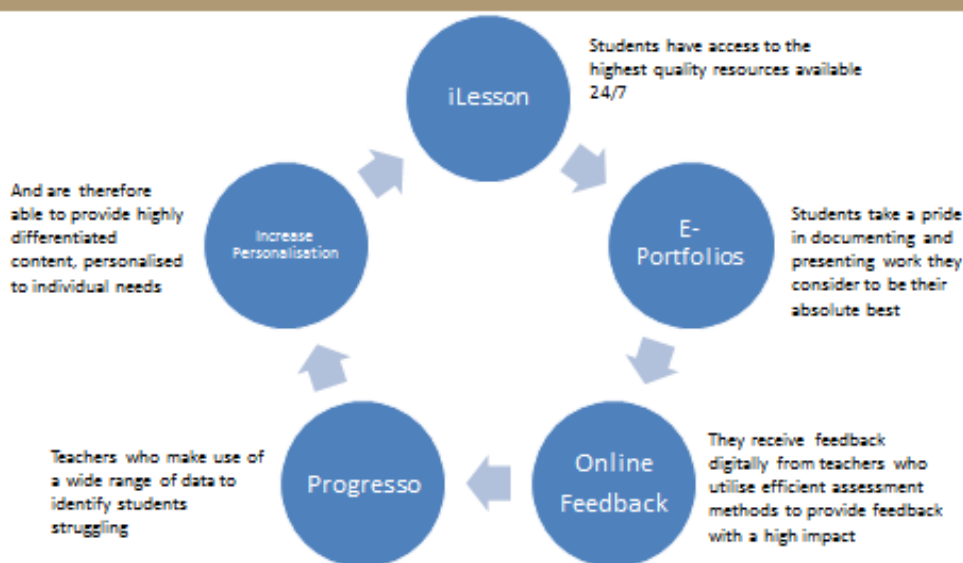 iLesson
Students have access to the
highest quality resources available
24/7
E-
Portfolios
Students take a pride
in documenting and
presenting work they
consider to be their
absolute best
Online
Feedback
They receive feedback
digitally from teachers who
utilise efficient assessment
methods to provide feedback
with a high impact
Progresso
Teachers who make use of
a wide range of data to
identify students
struggling
Increase
Personalisation
And are therefore
able to provide highly
differentiated
content, personalised
to individual needs